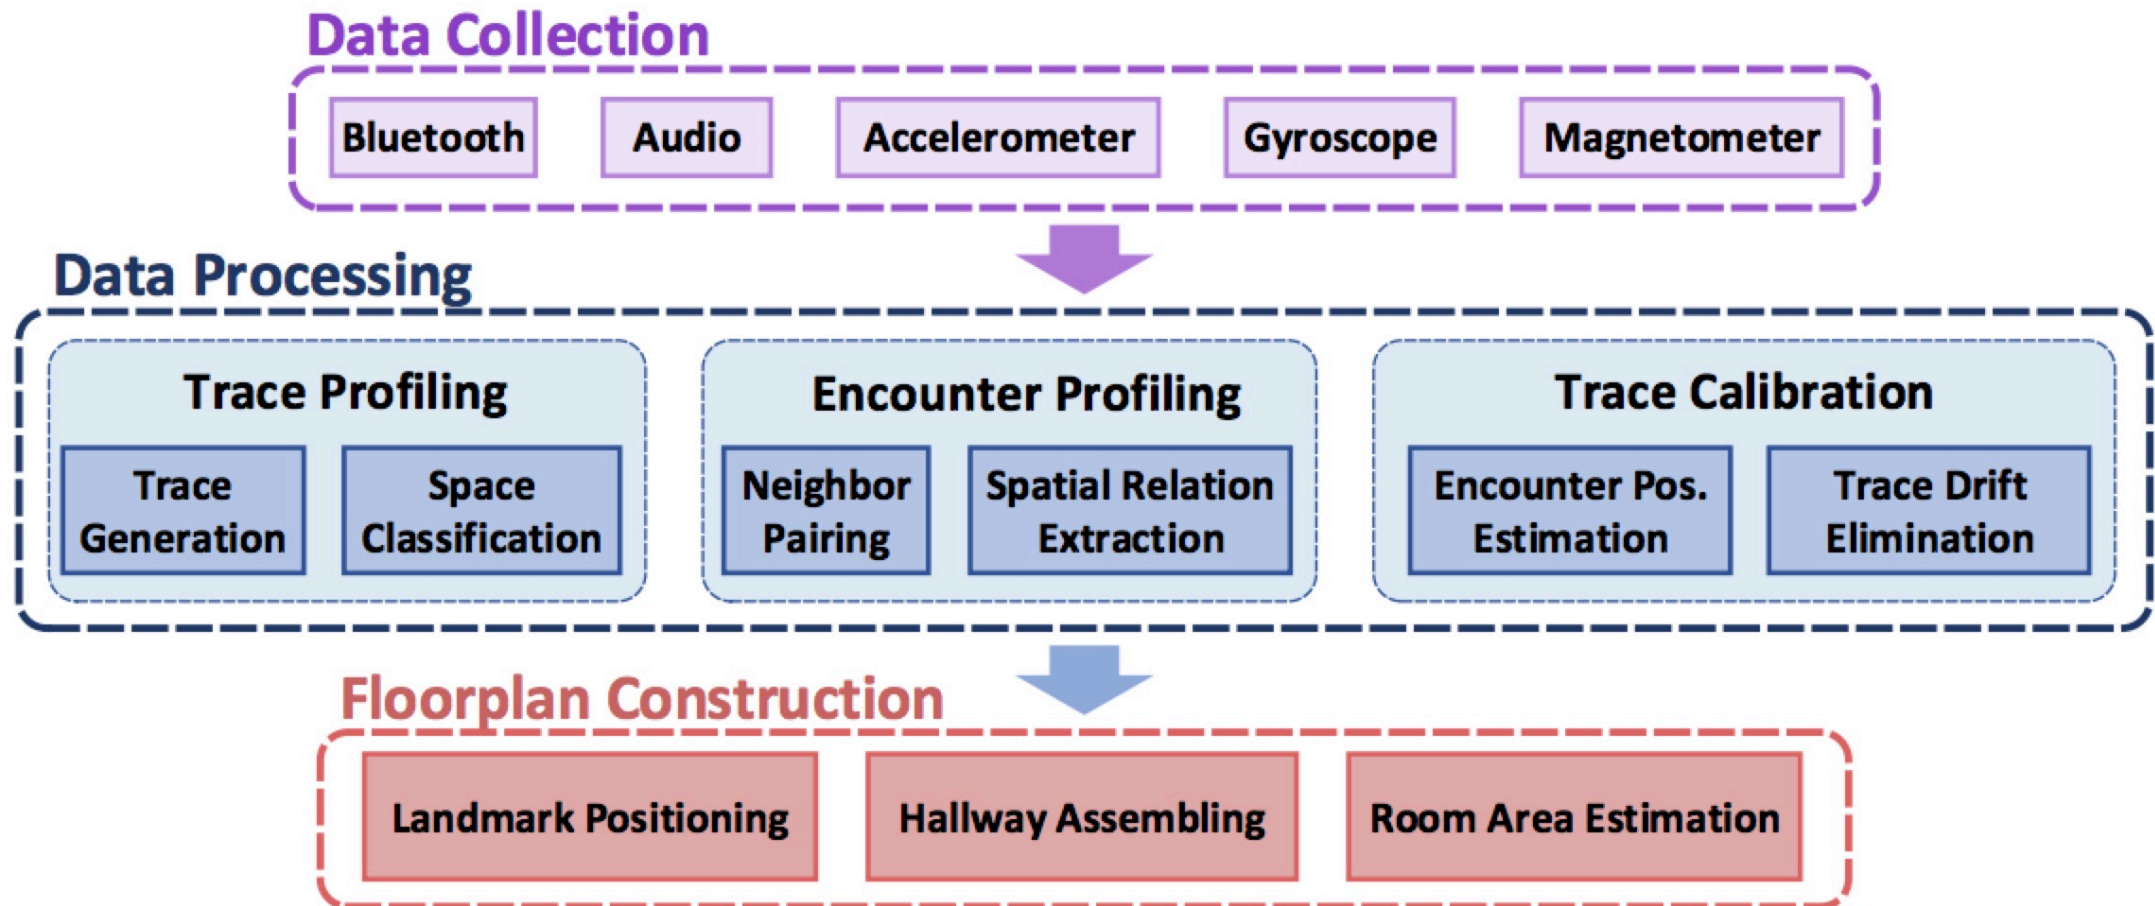 Data Collection
Bluetooth
Audio
Accelerometer
Gyroscope
Magnetometer
Data Processing
Trace Profiling
Trace
Generation
Space
Classification
Encounter Profiling
Neighbor
Pairing
Spatial Relation
Extraction
Trace Calibration
Encounter Pos.
Estimation
Trace Drift
Elimination
Floorplan Construction
Landmark Positioning
Hallway Assembling
Room Area Estimation